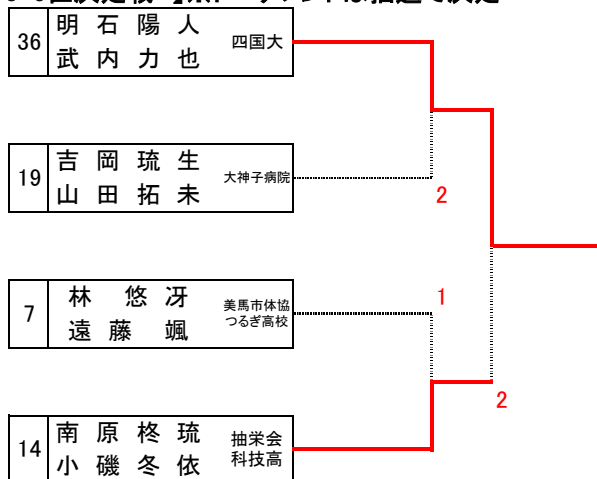 36
明石陽人
武内力也
四国大
19
吉岡琉生
山田拓未
大神子病院
2
7
林 悠冴
遠藤 颯
美馬市体協
つるぎ高校
1
2
14
南原柊琉
小磯冬依
抽栄会
科技高